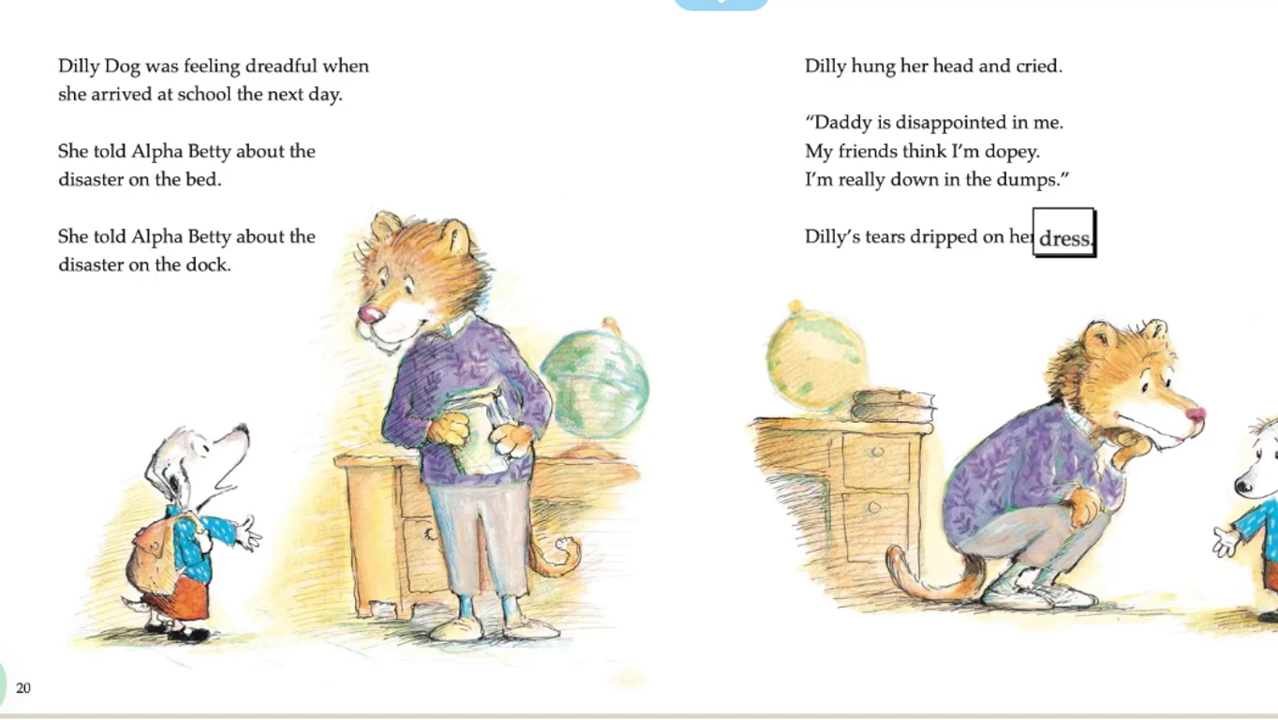 Dilly Dog was feeling dreadful when
she arrived at school the next day.
She told Alpha Betty about the
disaster on the bed.
She told Alpha Betty about the
disaster on the dock.
20
Dilly hung her head and cried.
“Daddy is disappointed in me.
My friends think I’m dopey.
I’m really down in the dumps.”
Dilly’s tears dripped on her dress.